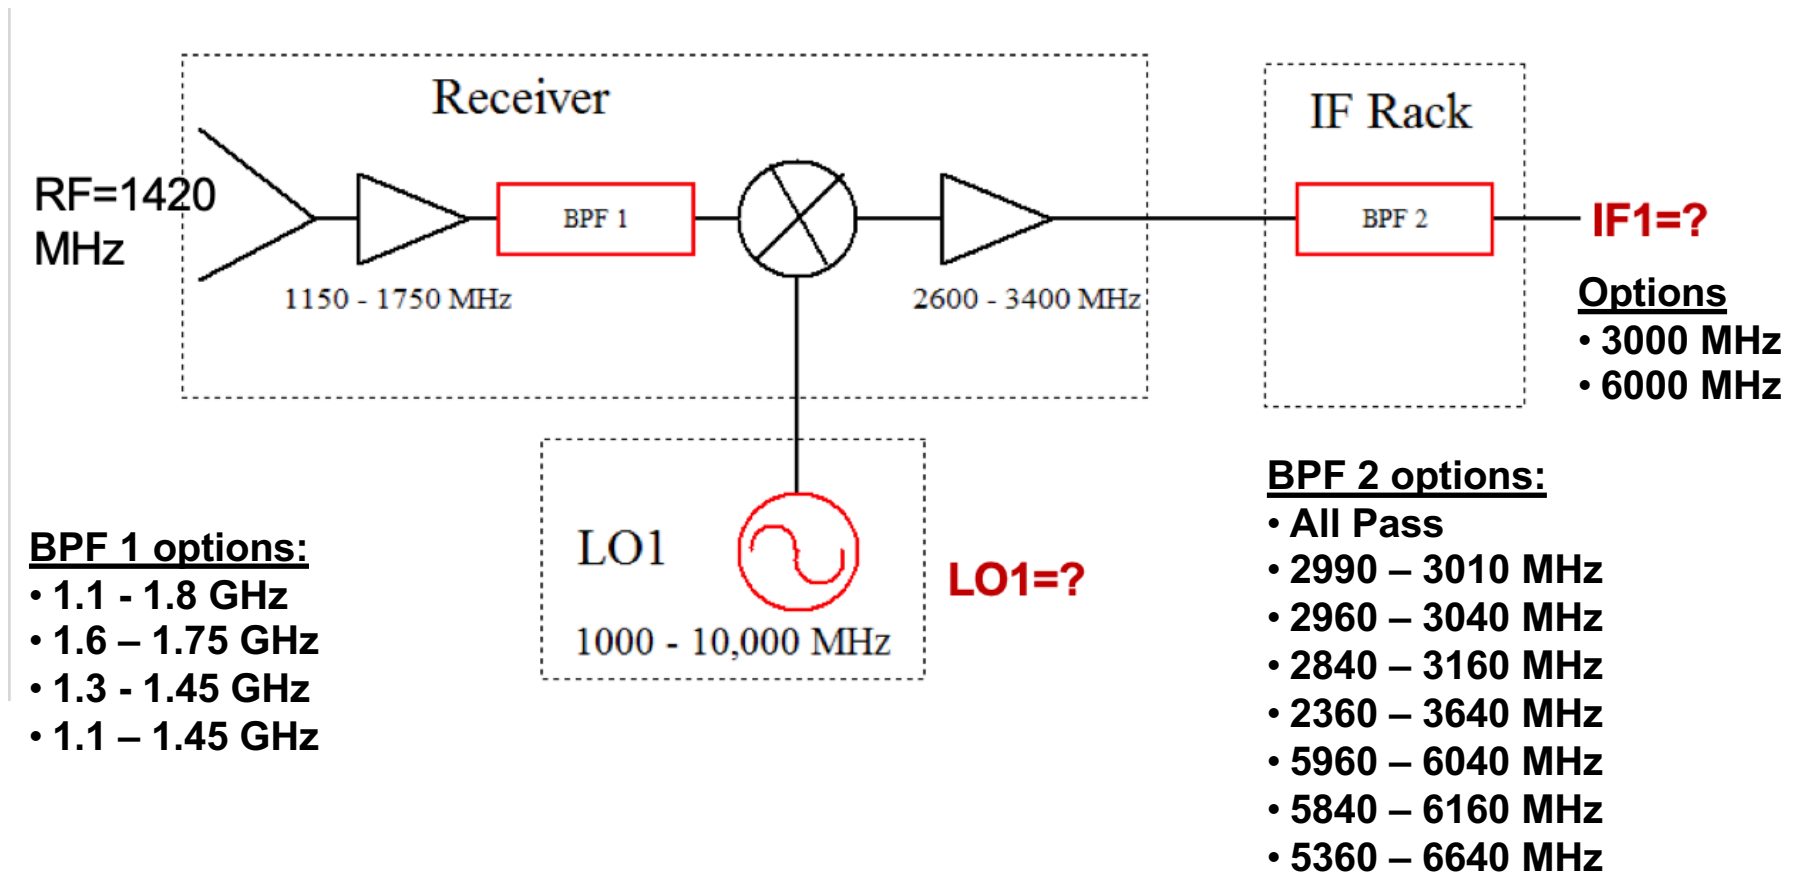 Receiver
IF Rack
RF=1420
MHz
BPF 1
BPF 2
IF1=?
1150 - 1750 MHz
2600 - 3400 MHz
Options
• 3000 MHz
• 6000 MHz
LO1
LO1=?
1000 - 10,000 MHz
BPF 1 options:
• 1.1 - 1.8 GHz
• 1.6 – 1.75 GHz
• 1.3 - 1.45 GHz
• 1.1 – 1.45 GHz
BPF 2 options:
• All Pass
• 2990 – 3010 MHz
• 2960 – 3040 MHz
• 2840 – 3160 MHz
• 2360 – 3640 MHz
• 5960 – 6040 MHz
• 5840 – 6160 MHz
• 5360 – 6640 MHz